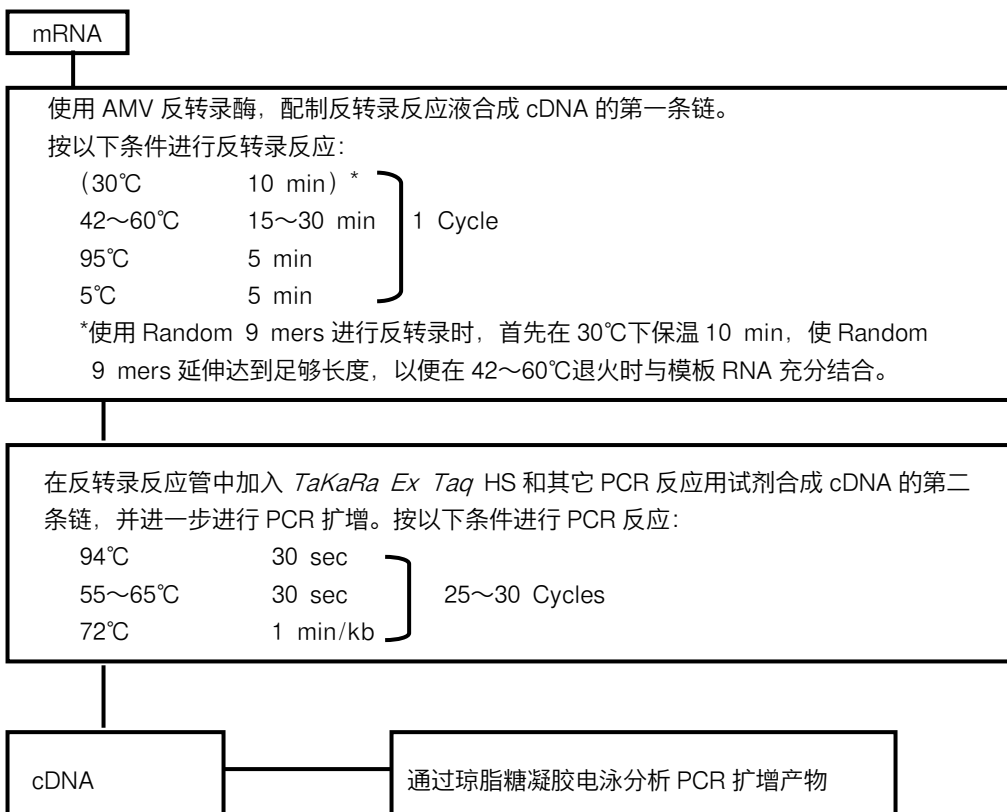 mRNA
使用 AMV 反转录酶，配制反转录反应液合成 cDNA 的第一条链。
按以下条件进行反转录反应：
（30℃ 10 min）*
42～60℃ 15～30 min 1 Cycle
95℃ 5 min
5℃ 5 min
*使用 Random 9 mers 进行反转录时，首先在 30℃下保温 10 min，使 Random
9 mers 延伸达到足够长度，以便在 42～60℃退火时与模板 RNA 充分结合。
在反转录反应管中加入 TaKaRa Ex Taq HS 和其它 PCR 反应用试剂合成 cDNA 的第二
条链，并进一步进行 PCR 扩增。按以下条件进行 PCR 反应：
94℃ 30 sec
55～65℃ 30 sec 25～30 Cycles
72℃ 1 min/kb
cDNA 通过琼脂糖凝胶电泳分析 PCR 扩增产物